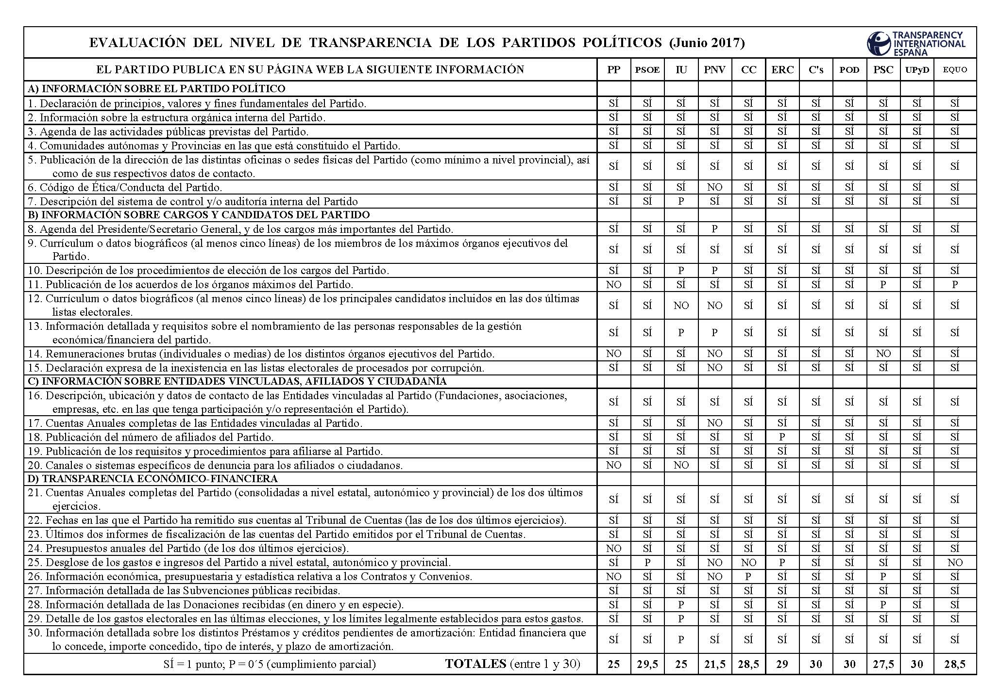 EVALUACIÓN DEL NIVEL DE TRANSPARENCIA DE LOS PARTIDOS POLÍTICOS (Junio 2017)
TRANSPARENCY
INTERNATIONAL
ESPAÑA
EL PARTIDO PUBLICA EN SU PÁGINA WEB LA SIGUIENTE INFORMACIÓN PP PSOE IU PNV CC ERC C's POD PSC UPyD EQUO
A) INFORMACIÓN SOBRE EL PARTIDO POLÍTICO
1. Declaración de principios, valores y fines fundamentales del Partido. SÍ SÍ SÍ SÍ SÍ SÍ SÍ SÍ SÍ SÍ SÍ
2. Información sobre la estructura orgánica interna del Partido. SÍ SÍ SÍ SÍ SÍ SÍ SÍ SÍ SÍ SÍ SÍ
3. Agenda de las actividades públicas previstas del Partido. SÍ SÍ SÍ SÍ SÍ SÍ SÍ SÍ SÍ SÍ SÍ
4. Comunidades autónomas y Provincias en las que está constituido el Partido. SÍ SÍ SÍ SÍ SÍ SÍ SÍ SÍ SÍ SÍ SÍ
5. Publicación de la dirección de las distintas oficinas o sedes físicas del Partido (como mínimo a nivel provincial), así
como de sus respectivos datos de contacto. SÍ SÍ SÍ SÍ SÍ SÍ SÍ SÍ SÍ SÍ SÍ
6. Código de Ética/Conducta del Partido. SÍ SÍ SÍ NO SÍ SÍ SÍ SÍ SÍ SÍ SÍ
7. Descripción del sistema de control y/o auditoría interna del Partido SÍ SÍ P SÍ SÍ SÍ SÍ SÍ SÍ SÍ SÍ
B) INFORMACIÓN SOBRE CARGOS Y CANDIDATOS DEL PARTIDO
8. Agenda del Presidente/Secretario General, y de los cargos más importantes del Partido. SÍ SÍ SÍ P SÍ SÍ SÍ SÍ SÍ SÍ SÍ
9. Currículum o datos biográficos (al menos cinco líneas) de los miembros de los máximos órganos ejecutivos del
Partido. SÍ SÍ SÍ SÍ SÍ SÍ SÍ SÍ SÍ SÍ SÍ
10. Descripción de los procedimientos de elección de los cargos del Partido. SÍ SÍ P P SÍ SÍ SÍ SÍ SÍ SÍ SÍ
11. Publicación de los acuerdos de los órganos máximos del Partido. NO SÍ SÍ SÍ SÍ SÍ SÍ SÍ P SÍ P
12. Currículum o datos biográficos (al menos cinco líneas) de los principales candidatos incluidos en las dos últimas
listas electorales. SÍ SÍ NO NO SÍ SÍ SÍ SÍ SÍ SÍ SÍ
13. Información detallada y requisitos sobre el nombramiento de las personas responsables de la gestión
económica/financiera del partido. SÍ SÍ P P SÍ SÍ SÍ SÍ SÍ SÍ SÍ
14. Remuneraciones brutas (individuales o medias) de los distintos órganos ejecutivos del Partido. NO SÍ SÍ NO SÍ SÍ SÍ SÍ NO SÍ SÍ
15. Declaración expresa de la inexistencia en las listas electorales de procesados por corrupción. SÍ SÍ SÍ NO SÍ SÍ SÍ SÍ SÍ SÍ SÍ
C) INFORMACIÓN SOBRE ENTIDADES VINCULADAS, AFILIADOS Y CIUDADANÍA
16. Descripción, ubicación y datos de contacto de las Entidades vinculadas al Partido (Fundaciones, asociaciones,
empresas, etc. en las que tenga participación y/o representación el Partido). SÍ SÍ SÍ SÍ SÍ SÍ SÍ SÍ SÍ SÍ SÍ
17. Cuentas Anuales completas de las Entidades vinculadas al Partido. SÍ SÍ SÍ NO SÍ SÍ SÍ SÍ SÍ SÍ SÍ
18. Publicación del número de afiliados del Partido. SÍ SÍ SÍ SÍ SÍ P SÍ SÍ SÍ SÍ SÍ
19. Publicación de los requisitos y procedimientos para afiliarse al Partido. SÍ SÍ SÍ SÍ SÍ SÍ SÍ SÍ SÍ SÍ SÍ
20. Canales o sistemas específicos de denuncia para los afiliados o ciudadanos. NO SÍ NO SÍ SÍ SÍ SÍ SÍ SÍ SÍ SÍ
D) TRANSPARENCIA ECONÓMICO-FINANCIERA
21. Cuentas Anuales completas del Partido (consolidadas a nivel estatal, autonómico y provincial) de los dos últimos
ejercicios. SÍ SÍ SÍ SÍ SÍ SÍ SÍ SÍ SÍ SÍ SÍ
22. Fechas en las que el Partido ha remitido sus cuentas al Tribunal de Cuentas (las de los dos últimos ejercicios). SÍ SÍ SÍ SÍ SÍ SÍ SÍ SÍ SÍ SÍ SÍ
23. Últimos dos informes de fiscalización de las cuentas del Partido emitidos por el Tribunal de Cuentas. SÍ SÍ SÍ SÍ SÍ SÍ SÍ SÍ SÍ SÍ SÍ
24. Presupuestos anuales del Partido (de los dos últimos ejercicios). NO SÍ SÍ SÍ SÍ SÍ SÍ SÍ SÍ SÍ SÍ
25. Desglose de los gastos e ingresos del Partido a nivel estatal, autonómico y provincial. SÍ P SÍ NO NO P SÍ SÍ SÍ SÍ NO
26. Información económica, presupuestaria y estadística relativa a los Contratos y Convenios. NO SÍ SÍ NO P SÍ SÍ SÍ P SÍ SÍ
27. Información detallada de las Subvenciones públicas recibidas. SÍ SÍ SÍ SÍ SÍ SÍ SÍ SÍ SÍ SÍ SÍ
28. Información detallada de las Donaciones recibidas (en dinero y en especie). SÍ SÍ P SÍ SÍ SÍ SÍ SÍ P SÍ SÍ
29. Detalle de los gastos electorales en las últimas elecciones, y los límites legalmente establecidos para estos gastos. SÍ SÍ P SÍ SÍ SÍ SÍ SÍ SÍ SÍ SÍ
30. Información detallada sobre los distintos Préstamos y créditos pendientes de amortización: Entidad financiera que
lo concede, importe concedido, tipo de interés, y plazo de amortización. SÍ SÍ P SÍ SÍ SÍ SÍ SÍ SÍ SÍ SÍ
SÍ = 1 punto; P = 0´5 (cumplimiento parcial) TOTALES (entre 1 y 30) 25 29,5 25 21,5 28,5 29 30 30 27,5 30 28,5